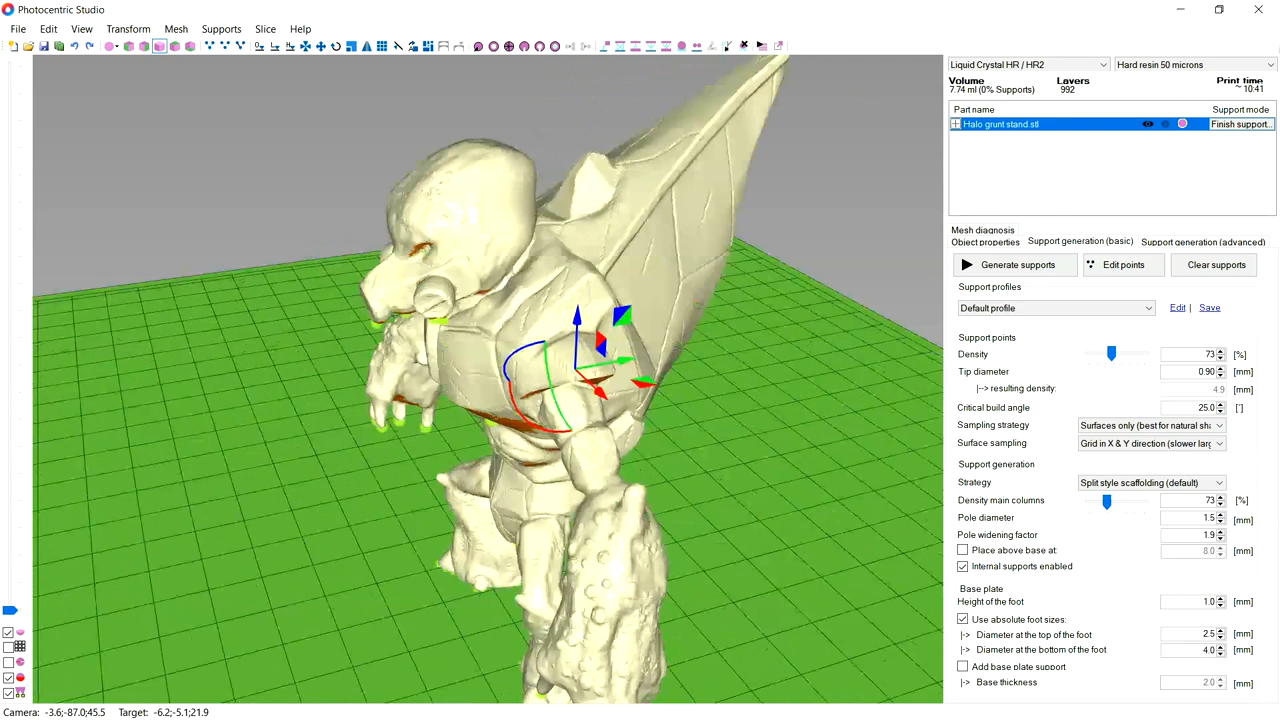 Photocentric Studio
File Edit View Transform Mesh Supports Slice Help
Liquid Crystal HR / HR2 Hard resin 50 microns
Volume Layers Print time
7.74 ml (0% Supports) 992 ~ 10:41
Part name Support mode
Halo grunt stand.stl Finish support...
Mesh diagnosis
Object properties Support generation (basic) Support generation (advanced)
Generate supports Edit points Clear supports
Support profiles
Default profile Edit | Save
Support points
Density 73 [%]
Tip diameter 0.90 [mm]
|--> resulting density: 4.9 [mm]
Critical build angle 25.0 [°]
Sampling strategy Surfaces only (best for natural sha
Surface sampling Grid in X & Y direction (slower larg
Support generation
Strategy Split style scaffolding (default)
Density main columns 73 [%]
Pole diameter 1.5 [mm]
Pole widening factor 1.9 [mm]
Place above base at: 8.0 [mm]
Internal supports enabled
Base plate
Height of the foot 1.0 [mm]
Use absolute foot sizes:
|-> Diameter at the top of the foot 2.5 [mm]
|-> Diameter at the bottom of the foot 4.0 [mm]
Add base plate support
|-> Base thickness 2.0 [mm]
Camera: -3.6;-87.0;45.5 Target: -6.2;-5.1;21.9